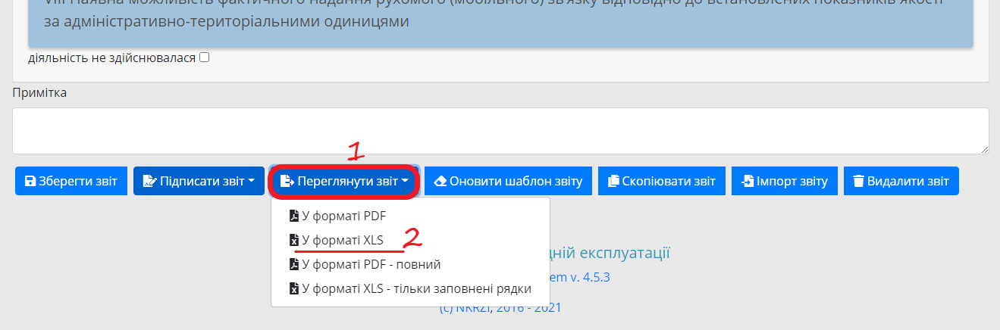 VIII Наявна можливість фактичного надання рухомого (мобільного) зв'язку відповідно до встановлених показників якості
за адміністративно-територіальними одиницями
діяльність не здійснювалася
Примітка
1
Зберегти звіт Підписати звіт Переглянути звіт Оновити шаблон звіту Скопіювати звіт Імпорт звіту Видалити звіт
У форматі PDF
У форматі XLS 2
дній експлуатації
У форматі PDF - повний
em v. 4.5.3
У форматі XLS - тільки заповнені рядки
(c) NKRZI, 2016 - 2021